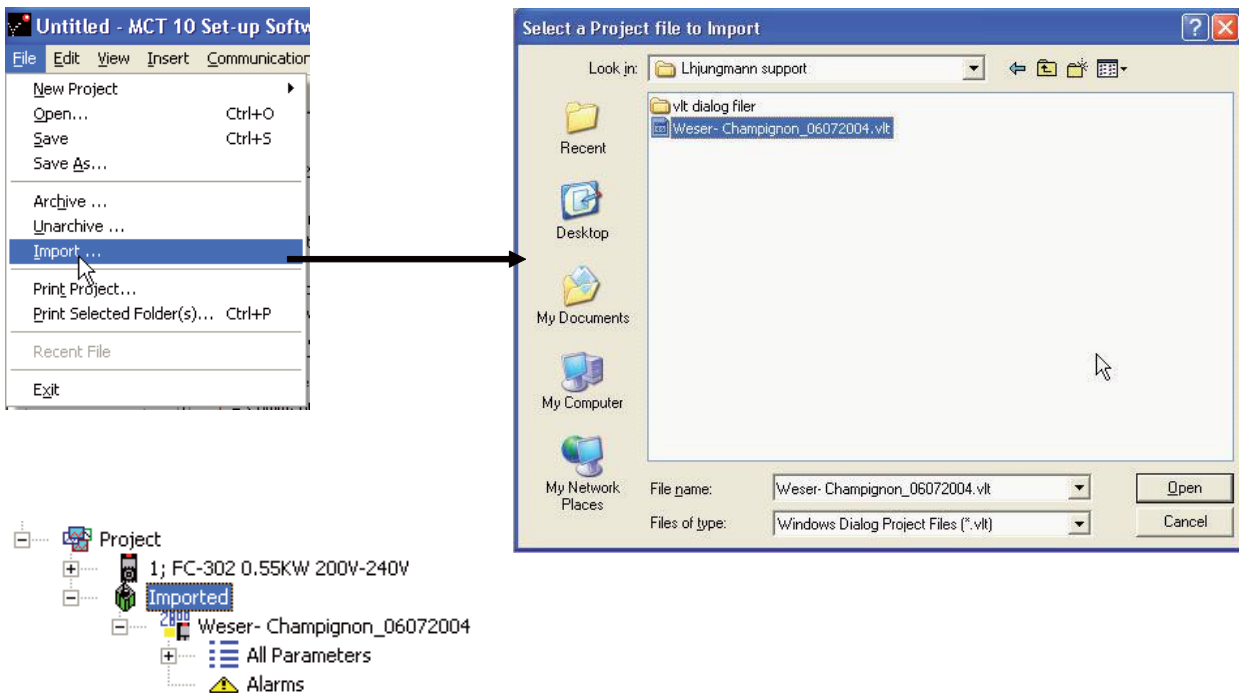 Untitled - MCT 10 Set-up Softw
File Edit View Insert Communication
New Project
Open... Ctrl+O
Save Ctrl+S
Save As...
Archive ...
Unarchive ...
Import ...
Print Project...
Print Selected Folder(s)... Ctrl+P
Recent File
Exit
Select a Project file to Import
Look in: Lhjungmann support
vlt dialog filer
Weser- Champignon_06072004.vlt
Recent
Desktop
My Documents
My Computer
My Network
Places
File name: Weser- Champignon_06072004.vlt Open
Files of type: Windows Dialog Project Files (*.vlt) Cancel
Project
1; FC-302 0.55KW 200V-240V
Imported
2800
Weser- Champignon_06072004
All Parameters
Alarms